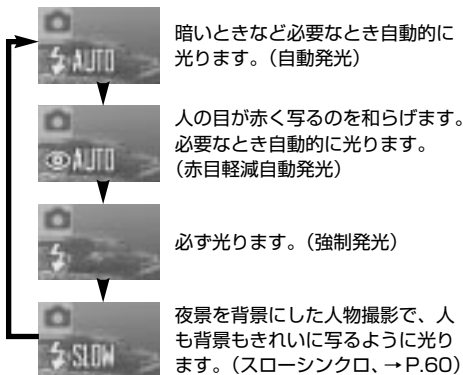 AUTO
暗いときなど必要なとき自動的に
光ります。（自動発光）
AUTO
人の目が赤く写るのを和らげます。
必要なとき自動的に光ります。
（赤目軽減自動発光）
必ず光ります。（強制発光）
SLOW
夜景を背景にした人物撮影で、人
も背景もきれいに写るように光り
ます。（スローシンクロ、→P.60）